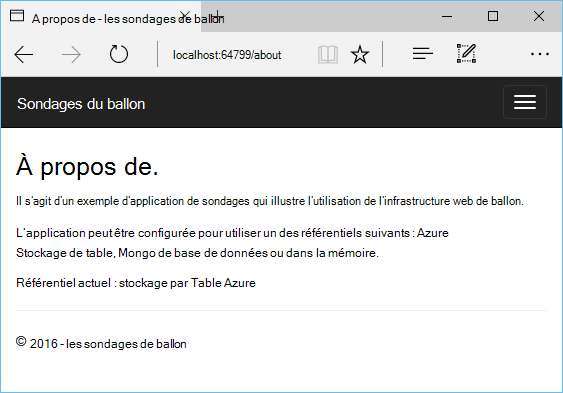 A propos de - les sondages de ballon
localhost:64799/about
Sondages du ballon
À propos de.
Il s'agit d'un exemple d'application de sondages qui illustre l'utilisation de l'infrastructure web de ballon.
L'application peut être configurée pour utiliser un des référentiels suivants : Azure
Stockage de table, Mongo de base de données ou dans la mémoire.
Référentiel actuel : stockage par Table Azure
© 2016 - les sondages de ballon